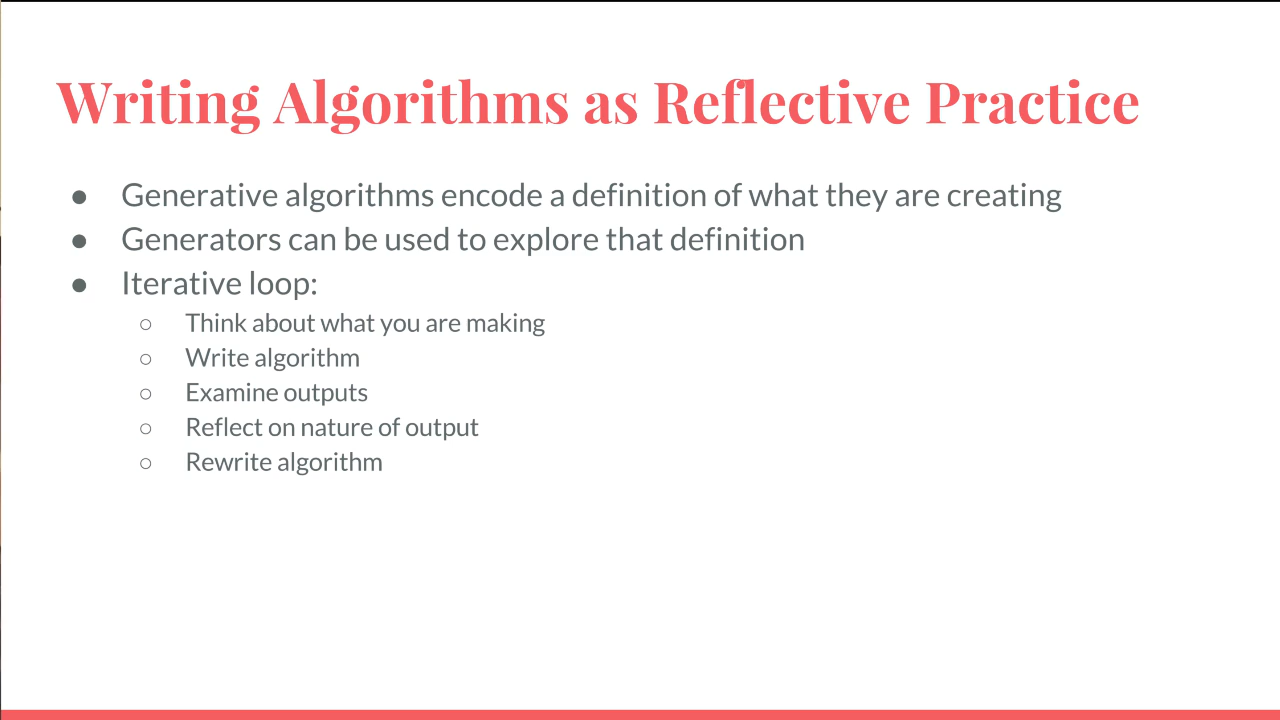 Writing Algorithms as Reflective Practice
● Generative algorithms encode a definition of what they are creating
● Generators can be used to explore that definition
● Iterative loop:
○ Think about what you are making
○ Write algorithm
○ Examine outputs
○ Reflect on nature of output
○ Rewrite algorithm